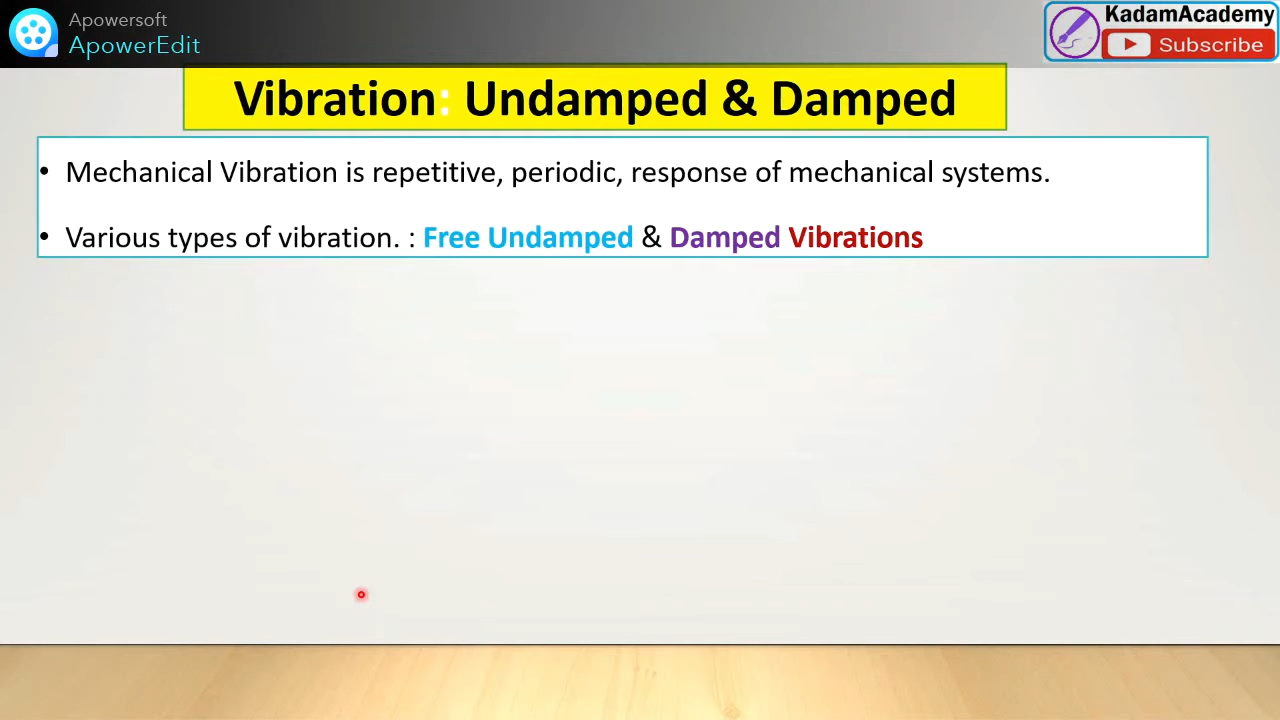 Apowersoft
ApowerEdit
KadamAcademy
Subscribe
Vibration: Undamped & Damped
• Mechanical Vibration is repetitive, periodic, response of mechanical systems.
• Various types of vibration. : Free Undamped & Damped Vibrations